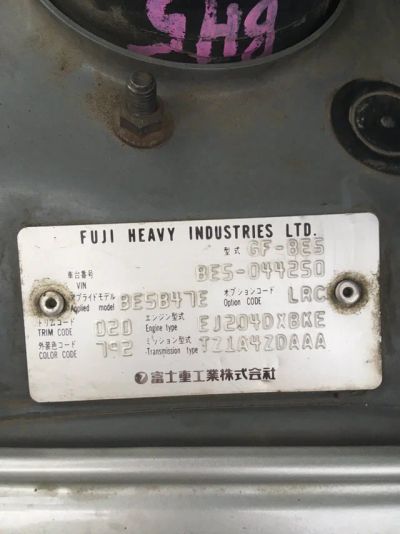 BH5
FUJI HEAVY INDUSTRIES LTD.
型式 GF-BE5
車台番号 VIN BE5-044250
アプライドモデル Applied model BE5B47E オプションコード Option code LRC
トリムコード TRIM CODE 020 エンジン型式 Engine type EJ204DXBKE
外装色コード COLOR CODE 792 ミッション型式 Transmission type TZ1A4ZDAAA
富士重工業株式会社